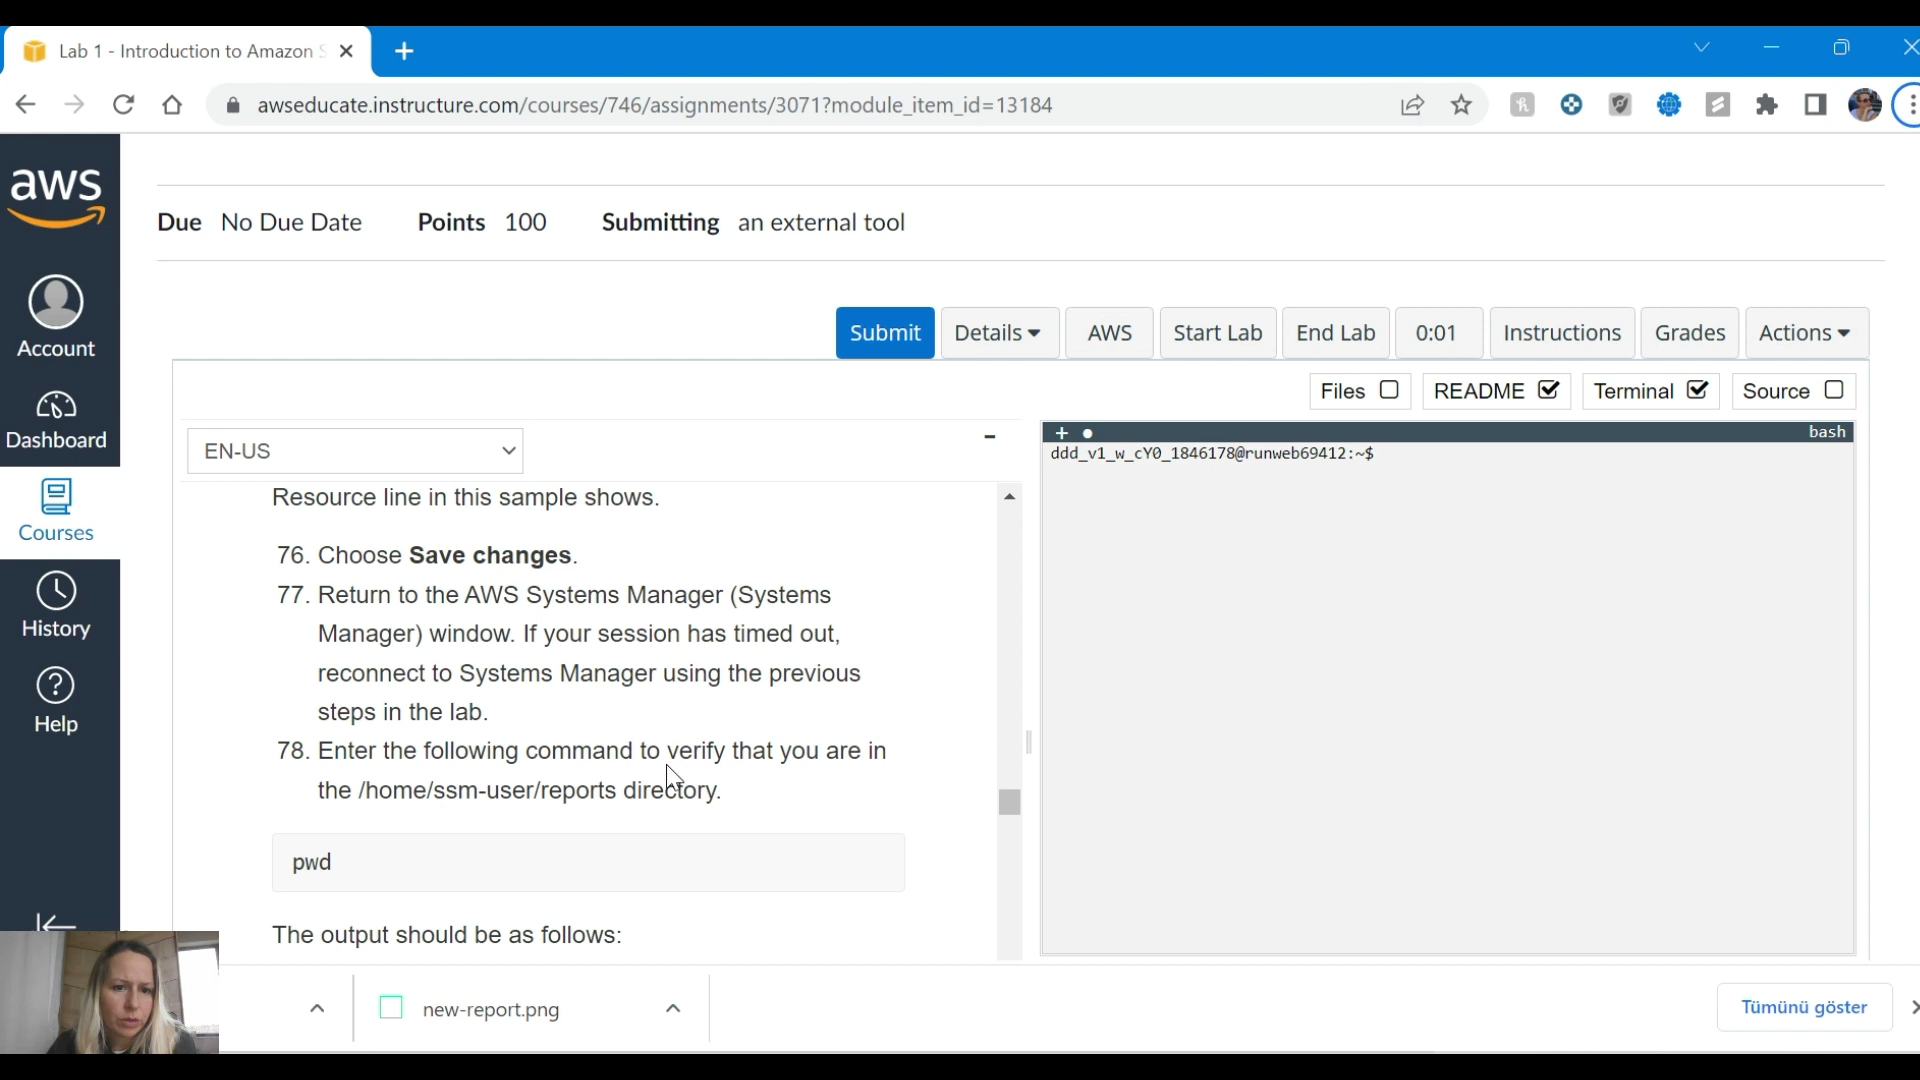 Lab 1 - Introduction to Amazon S
awseducate.instructure.com/courses/746/assignments/3071?module_item_id=13184
aws
Account
Dashboard
Courses
History
Help
Due No Due Date Points 100 Submitting an external tool
Submit Details AWS Start Lab End Lab 0:01 Instructions Grades Actions
Files README Terminal Source
EN-US
Resource line in this sample shows.
76. Choose Save changes.
77. Return to the AWS Systems Manager (Systems
Manager) window. If your session has timed out,
reconnect to Systems Manager using the previous
steps in the lab.
78. Enter the following command to verify that you are in
the /home/ssm-user/reports directory.
pwd
The output should be as follows:
bash
ddd_v1_w_cY0_1846178@runweb69412:~$
new-report.png
Tümünü göster